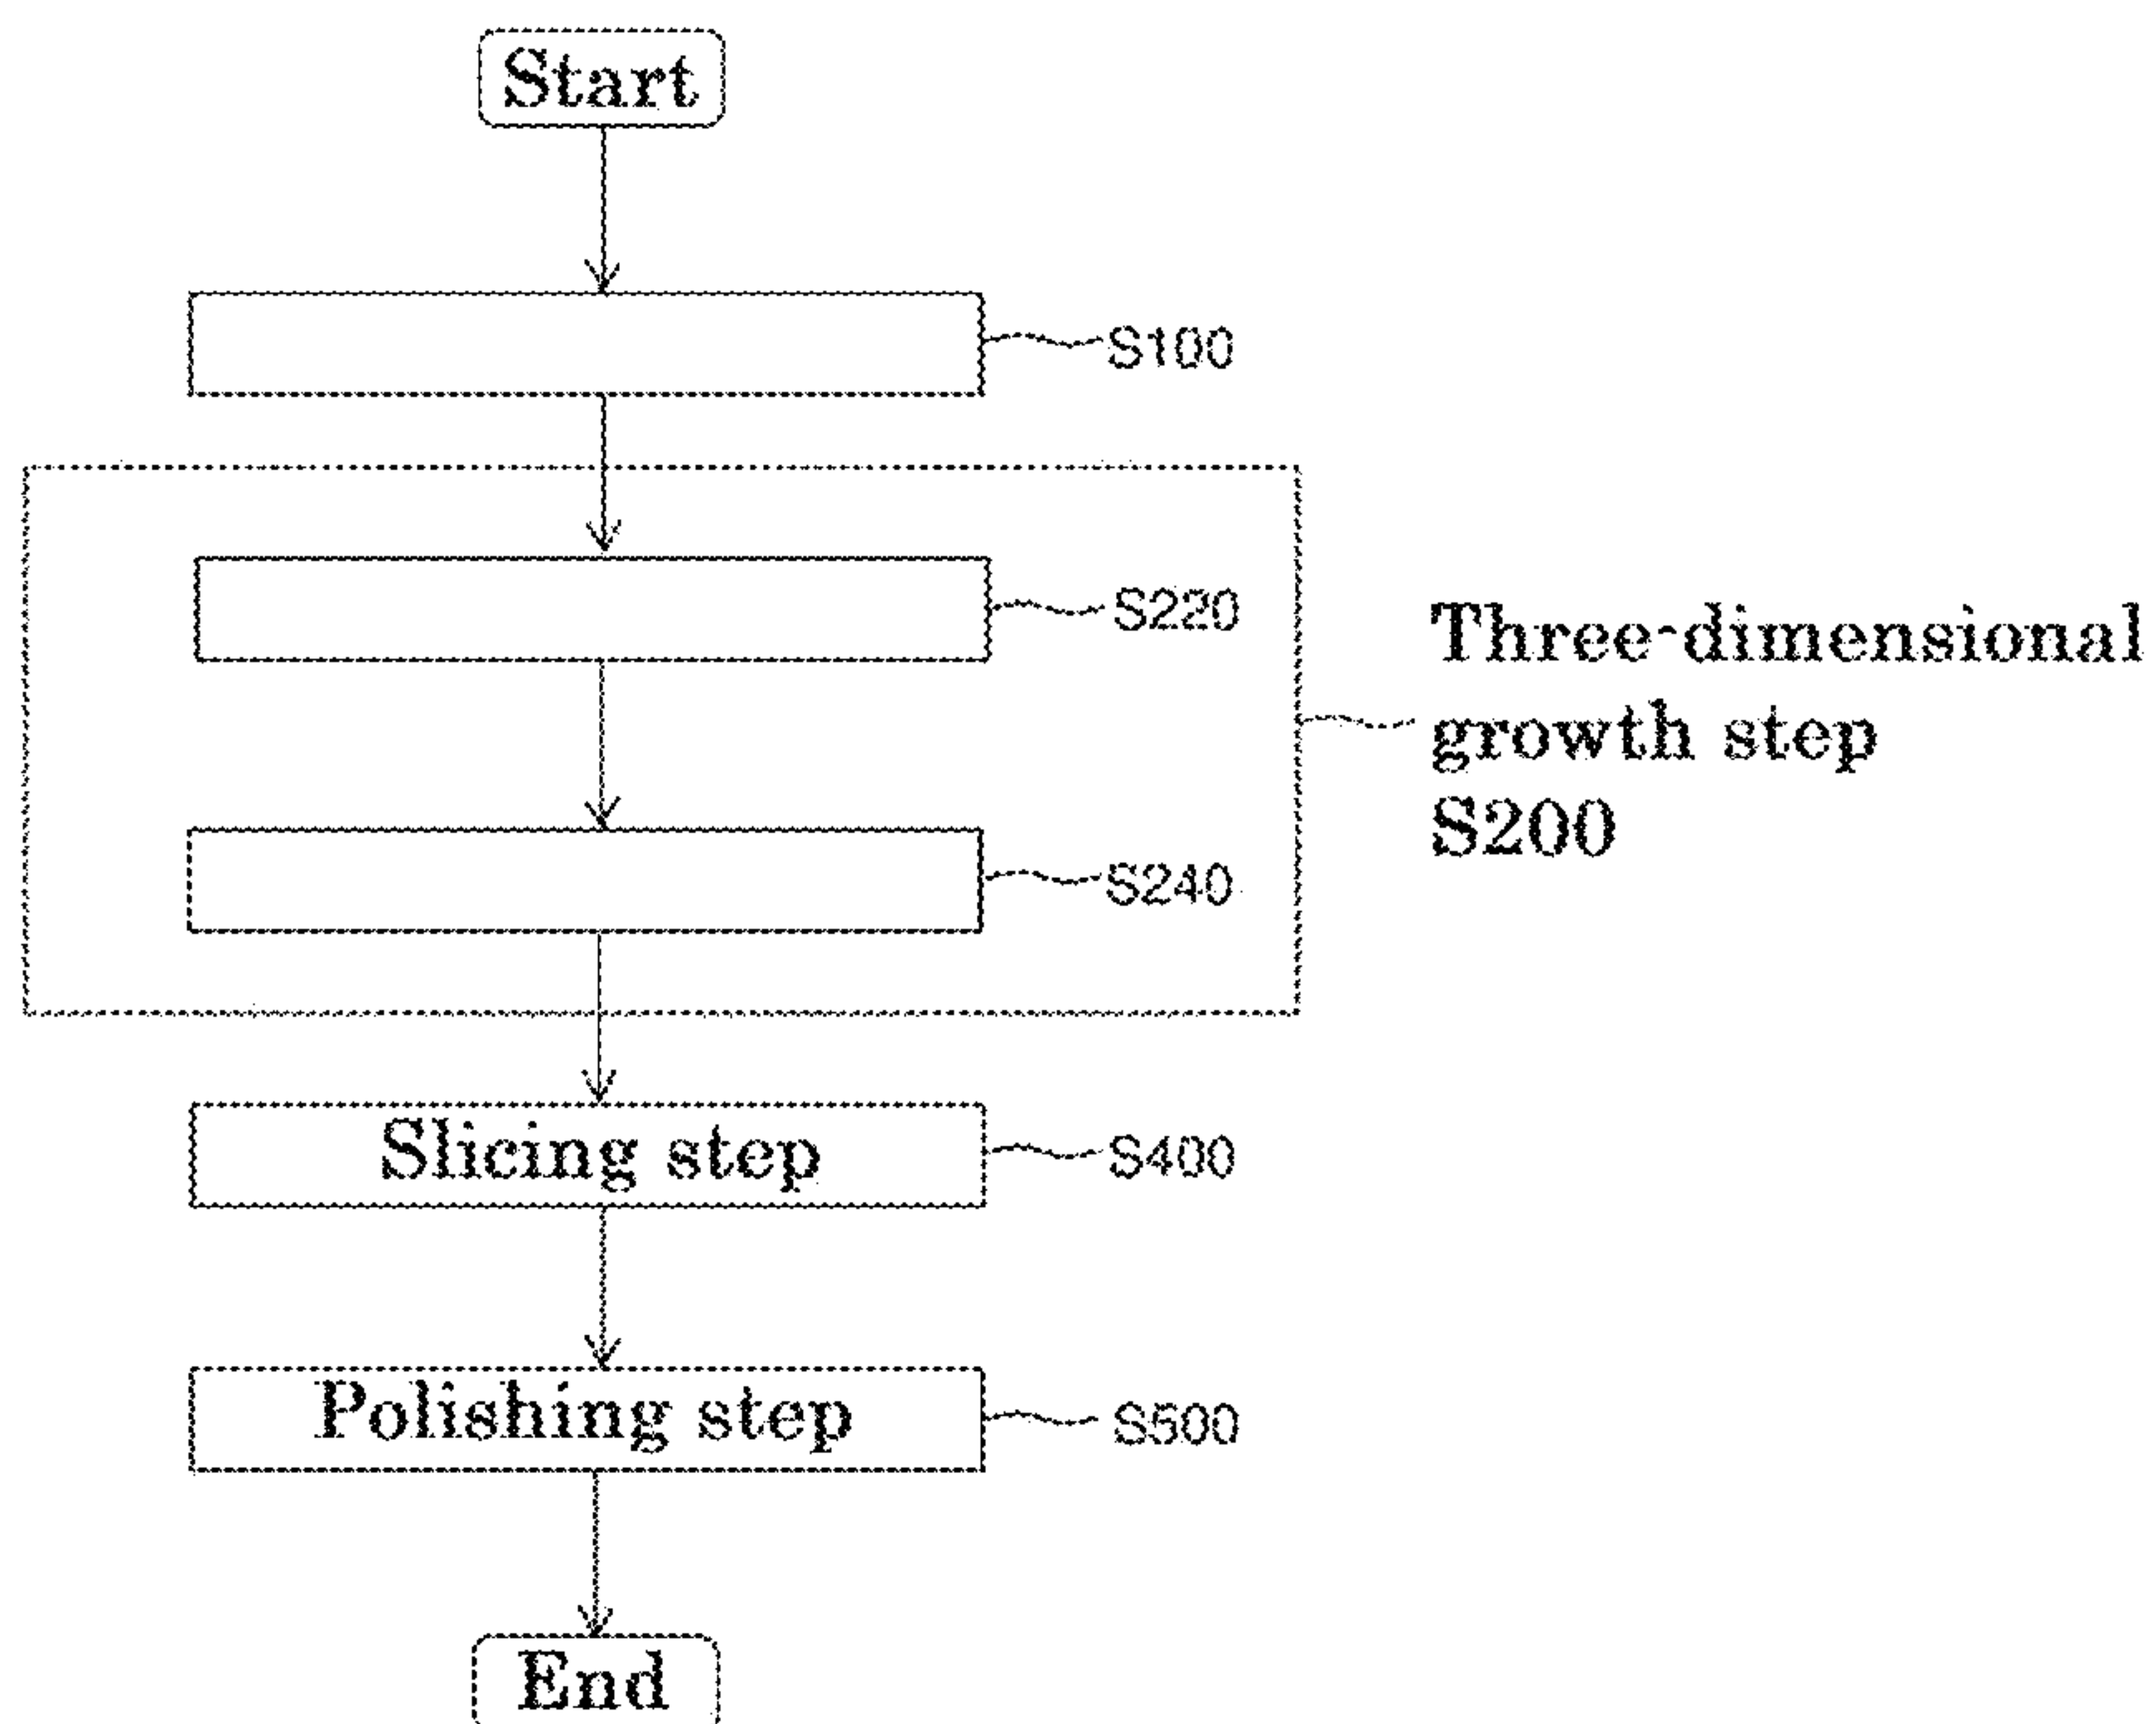 Start
S100
S220
Three-dimensional
growth step
S200
S240
Slicing step
S400
Polishing step
S500
End